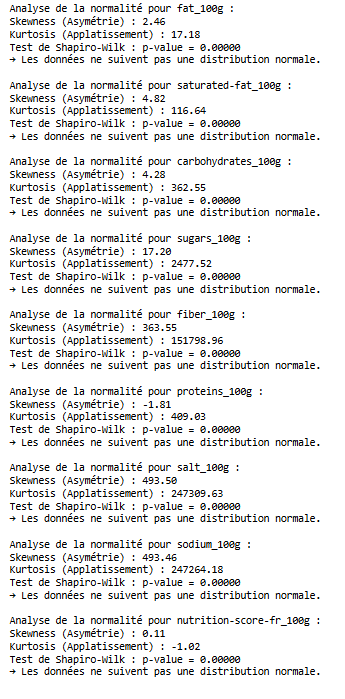 Analyse de la normalité pour fat_100g :
Skewness (Asymétrie) : 2.46
Kurtosis (Applatissement) : 17.18
Test de Shapiro-Wilk : p-value = 0.00000
→ Les données ne suivent pas une distribution normale.
Analyse de la normalité pour saturated-fat_100g :
Skewness (Asymétrie) : 4.82
Kurtosis (Applatissement) : 116.64
Test de Shapiro-Wilk : p-value = 0.00000
→ Les données ne suivent pas une distribution normale.
Analyse de la normalité pour carbohydrates_100g :
Skewness (Asymétrie) : 4.28
Kurtosis (Applatissement) : 362.55
Test de Shapiro-Wilk : p-value = 0.00000
→ Les données ne suivent pas une distribution normale.
Analyse de la normalité pour sugars_100g :
Skewness (Asymétrie) : 17.20
Kurtosis (Applatissement) : 2477.52
Test de Shapiro-Wilk : p-value = 0.00000
→ Les données ne suivent pas une distribution normale.
Analyse de la normalité pour fiber_100g :
Skewness (Asymétrie) : 363.55
Kurtosis (Applatissement) : 151798.96
Test de Shapiro-Wilk : p-value = 0.00000
→ Les données ne suivent pas une distribution normale.
Analyse de la normalité pour proteins_100g :
Skewness (Asymétrie) : -1.81
Kurtosis (Applatissement) : 409.03
Test de Shapiro-Wilk : p-value = 0.00000
→ Les données ne suivent pas une distribution normale.
Analyse de la normalité pour salt_100g :
Skewness (Asymétrie) : 493.50
Kurtosis (Applatissement) : 247309.63
Test de Shapiro-Wilk : p-value = 0.00000
→ Les données ne suivent pas une distribution normale.
Analyse de la normalité pour sodium_100g :
Skewness (Asymétrie) : 493.46
Kurtosis (Applatissement) : 247264.18
Test de Shapiro-Wilk : p-value = 0.00000
→ Les données ne suivent pas une distribution normale.
Analyse de la normalité pour nutrition-score-fr_100g :
Skewness (Asymétrie) : 0.11
Kurtosis (Applatissement) : -1.02
Test de Shapiro-Wilk : p-value = 0.00000
→ Les données ne suivent pas une distribution normale.